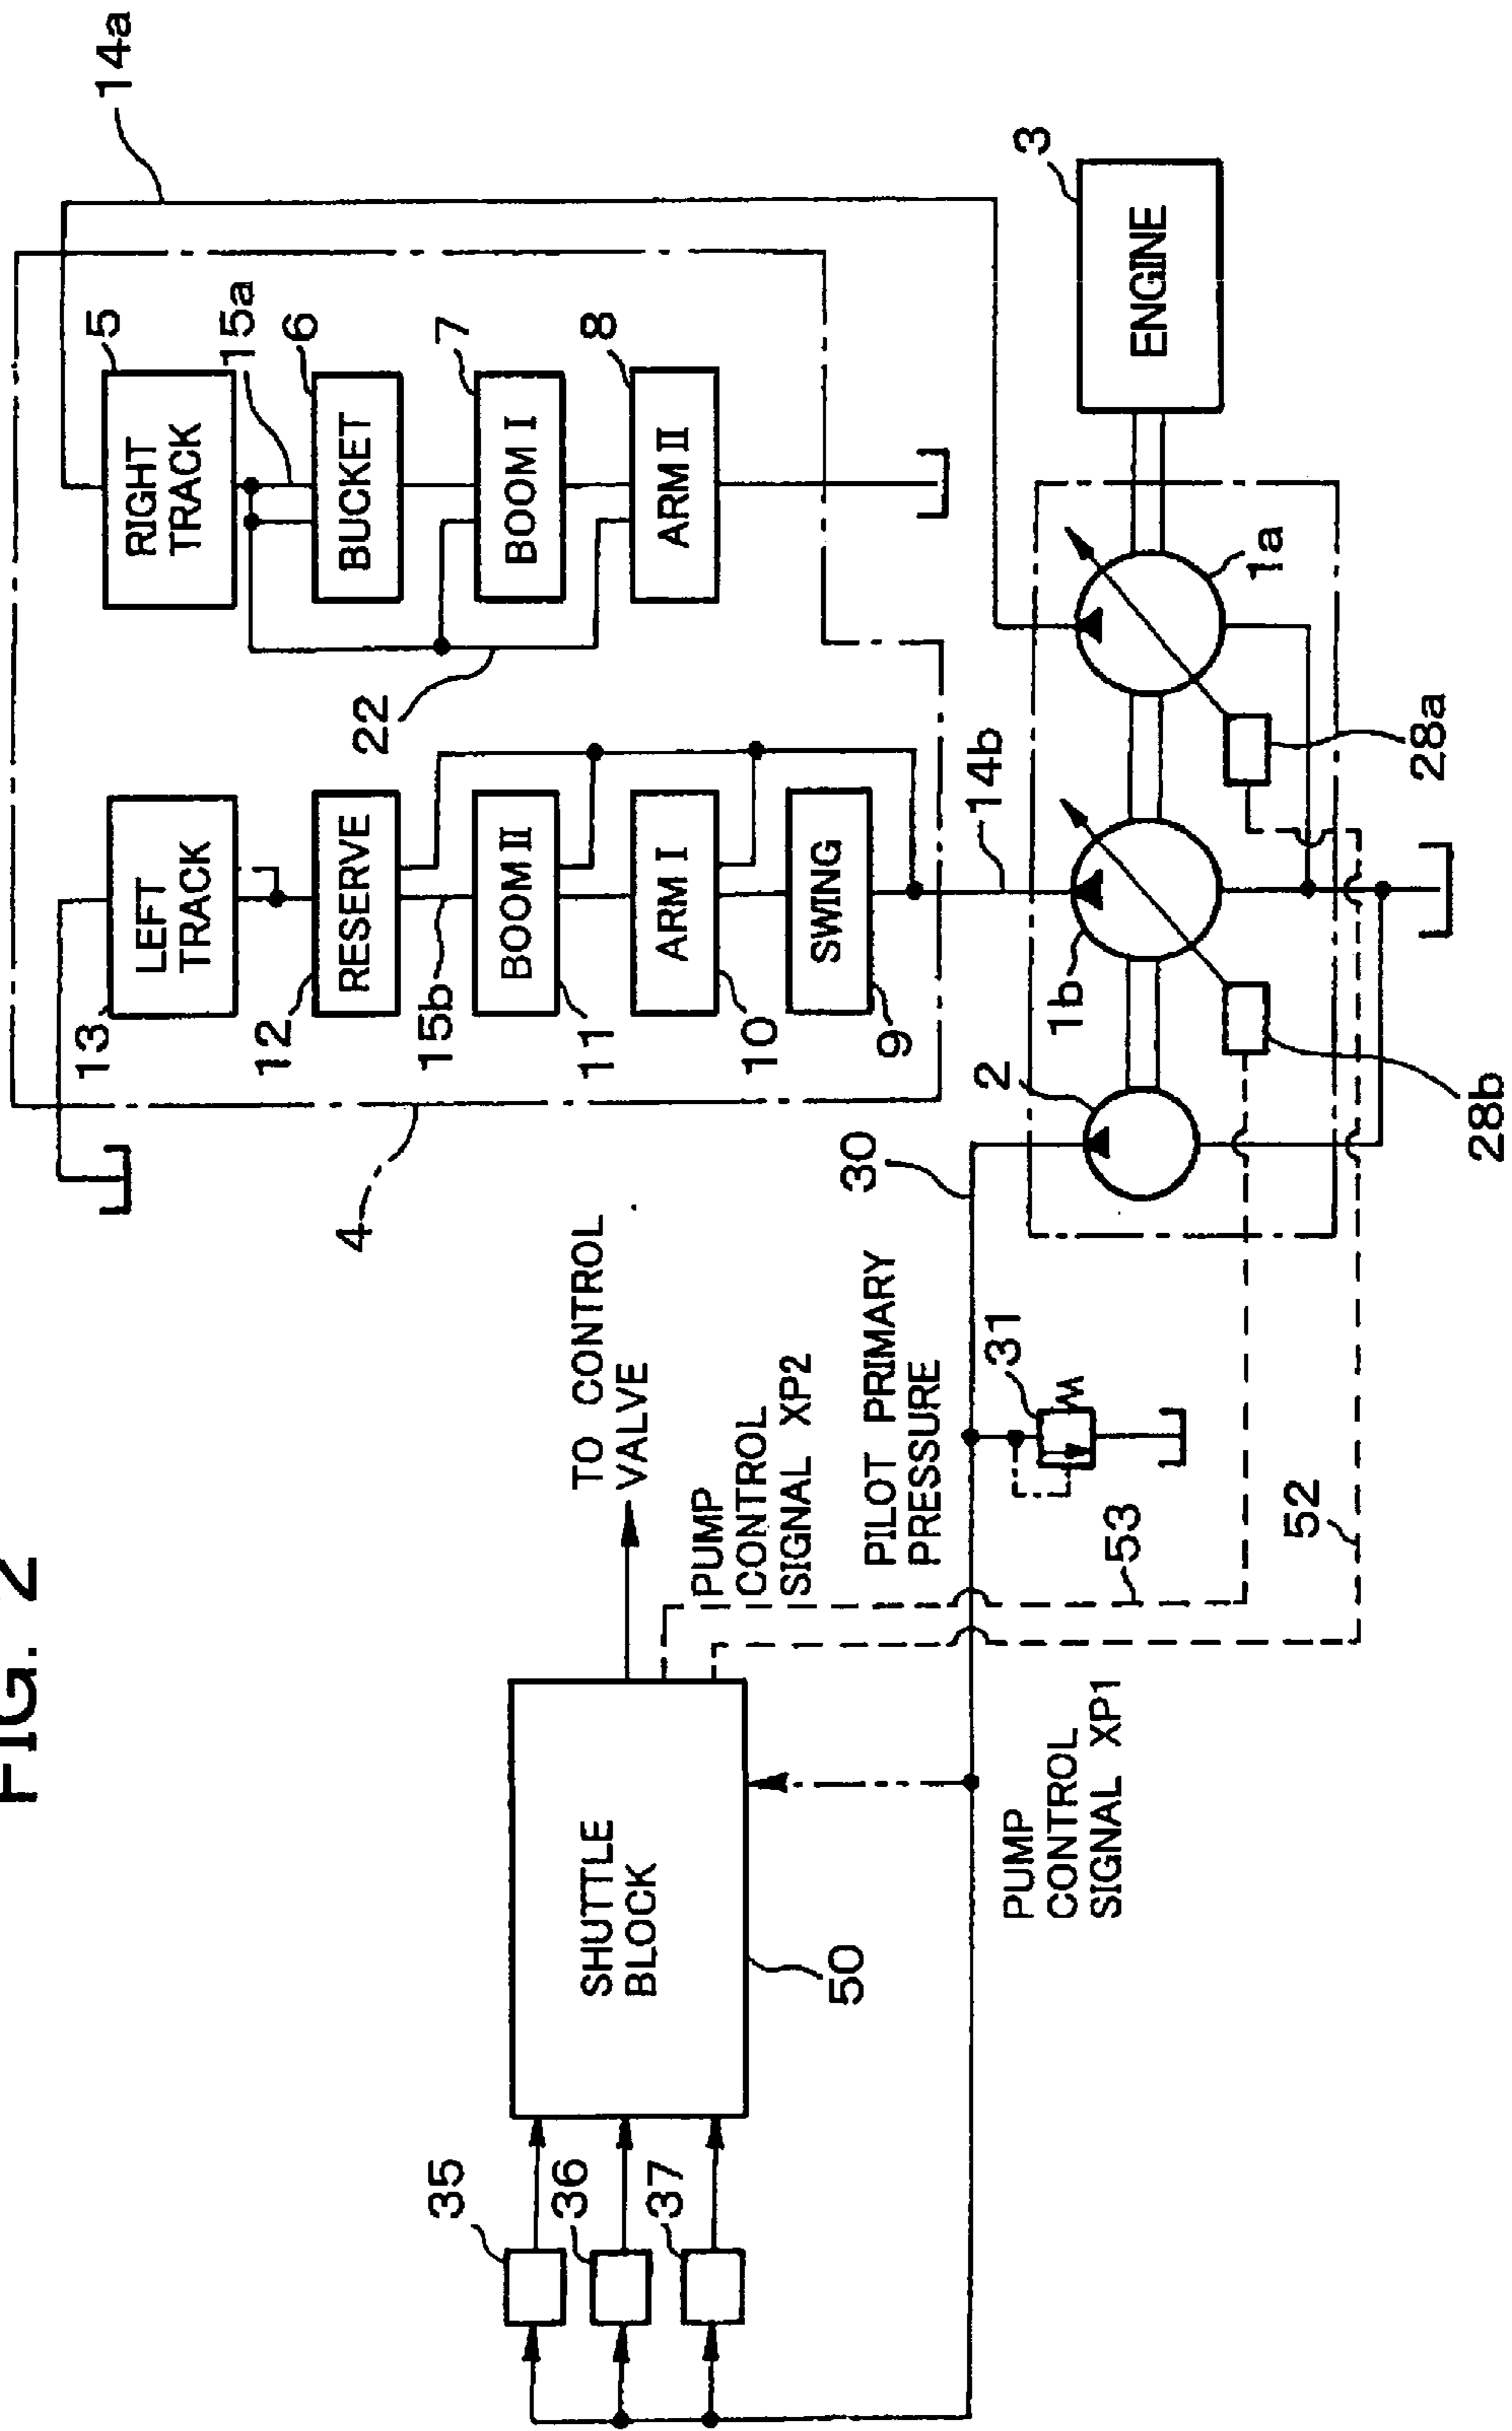 FIG. 2
14a
5
RIGHT
TRACK
15a
6
BUCKET
7
BOOM I
8
ARM II
22
3
ENGINE
13
LEFT
TRACK
12
RESERVE
15b
BOOM II
11
ARM I
10
SWING
9
14b
4
1a
1b
2
28a
28b
30
TO CONTROL
VALVE
PUMP
CONTROL
SIGNAL XP2
PILOT PRIMARY
PRESSURE
31
53
52
SHUTTLE
BLOCK
50
PUMP
CONTROL
SIGNAL XP1
35
36
37